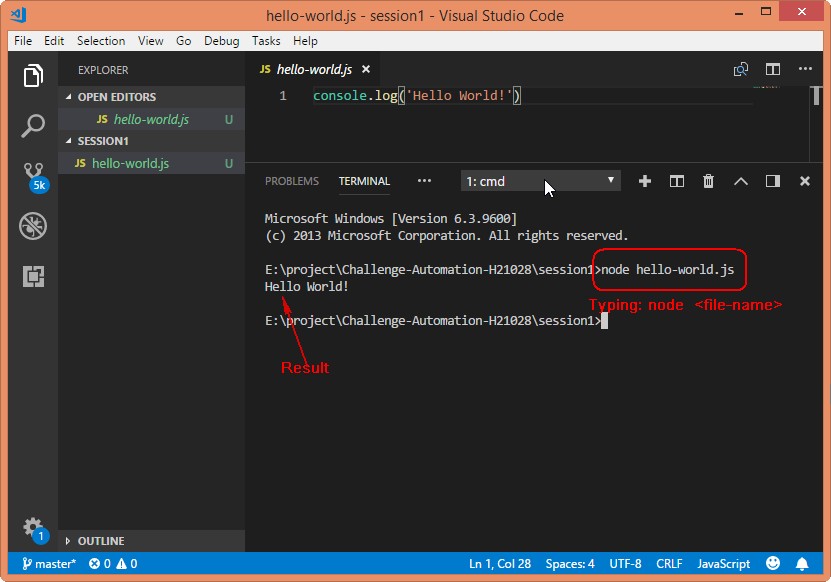 hello-world.js - session1 - Visual Studio Code
File Edit Selection View Go Debug Tasks Help
EXPLORER
OPEN EDITORS
JS hello-world.js U
SESSION1
JS hello-world.js U
5k
1
OUTLINE
JS hello-world.js
1 console.log('Hello World!')
PROBLEMS TERMINAL ··· 1: cmd
Microsoft Windows [Version 6.3.9600]
(c) 2013 Microsoft Corporation. All rights reserved.
E:\project\Challenge-Automation-H21028\session1>node hello-world.js
Hello World!
Typing: node <file-name>
E:\project\Challenge-Automation-H21028\session1>
Result
master* 0 0 Ln 1, Col 28 Spaces: 4 UTF-8 CRLF JavaScript